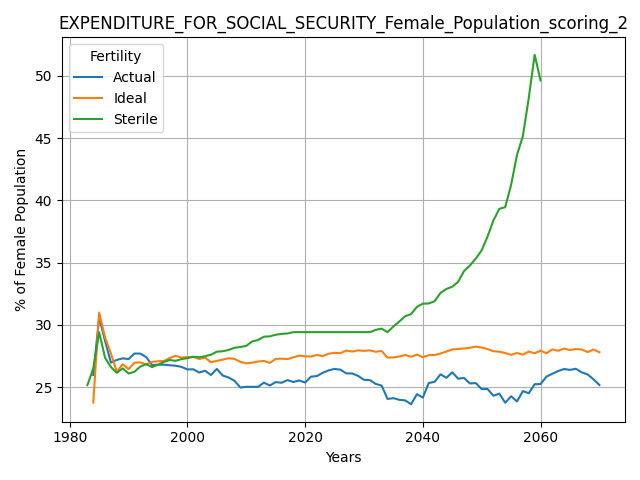 EXPENDITURE_FOR_SOCIAL_SECURITY_Female_Population_scoring_2
Fertility
Actual
Ideal
Sterile
% of Female Population
50
45
40
35
30
25
1980
2000
2020
2040
2060
Years